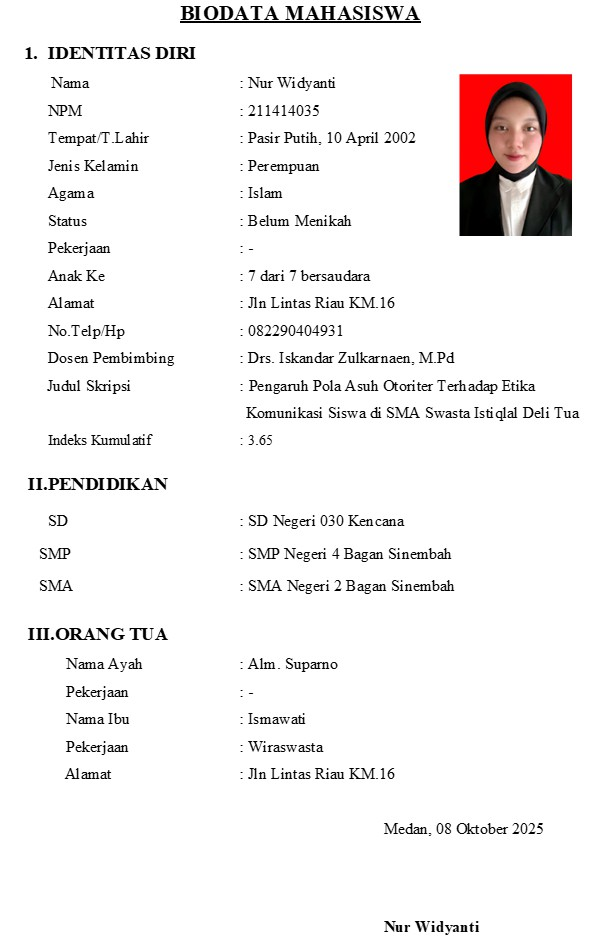 BIODATA MAHASISWA
1. IDENTITAS DIRI
Nama : Nur Widyanti
NPM : 211414035
Tempat/T.Lahir : Pasir Putih, 10 April 2002
Jenis Kelamin : Perempuan
Agama : Islam
Status : Belum Menikah
Pekerjaan : -
Anak Ke : 7 dari 7 bersaudara
Alamat : Jln Lintas Riau KM.16
No.Telp/Hp : 082290404931
Dosen Pembimbing : Drs. Iskandar Zulkarnaen, M.Pd
Judul Skripsi : Pengaruh Pola Asuh Otoriter Terhadap Etika
Komunikasi Siswa di SMA Swasta Istiqlal Deli Tua
Indeks Kumulatif : 3.65
II.PENDIDIKAN
SD : SD Negeri 030 Kencana
SMP : SMP Negeri 4 Bagan Sinembah
SMA : SMA Negeri 2 Bagan Sinembah
III.ORANG TUA
Nama Ayah : Alm. Suparno
Pekerjaan : -
Nama Ibu : Ismawati
Pekerjaan : Wiraswasta
Alamat : Jln Lintas Riau KM.16
Medan, 08 Oktober 2025
Nur Widyanti